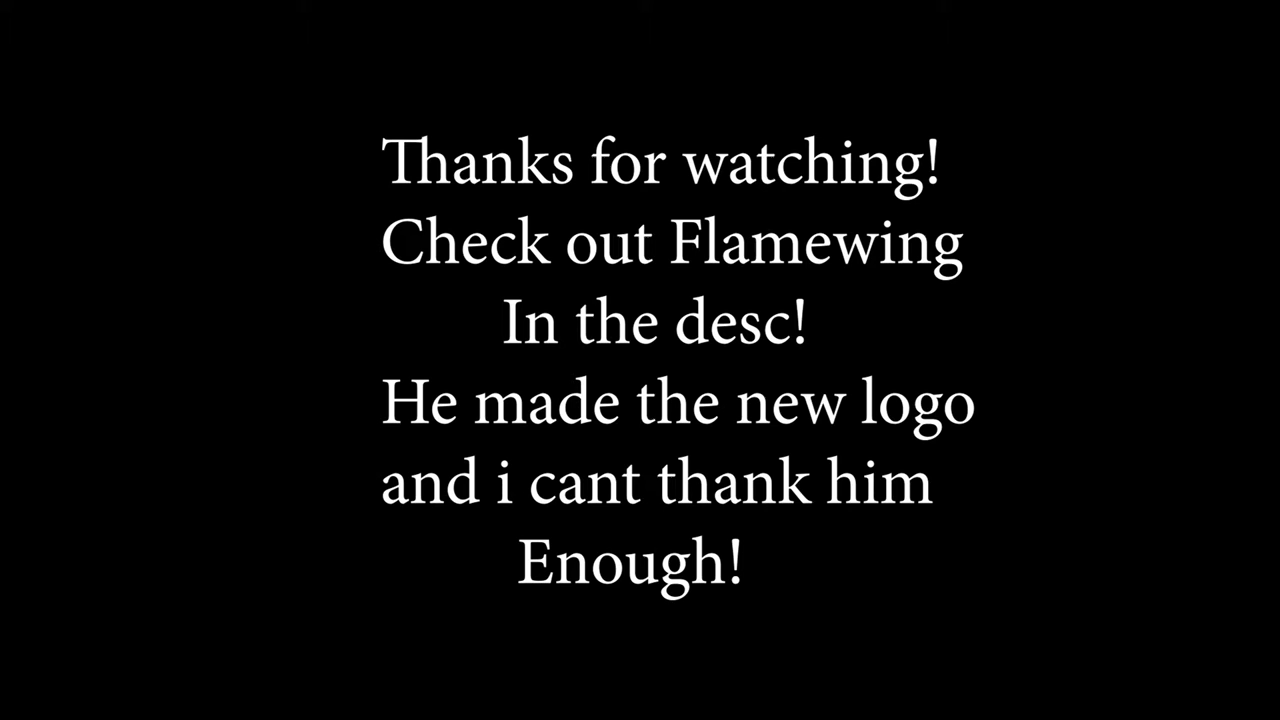 Thanks for watching!
Check out Flamewing
In the desc!
He made the new logo
and i cant thank him
Enough!